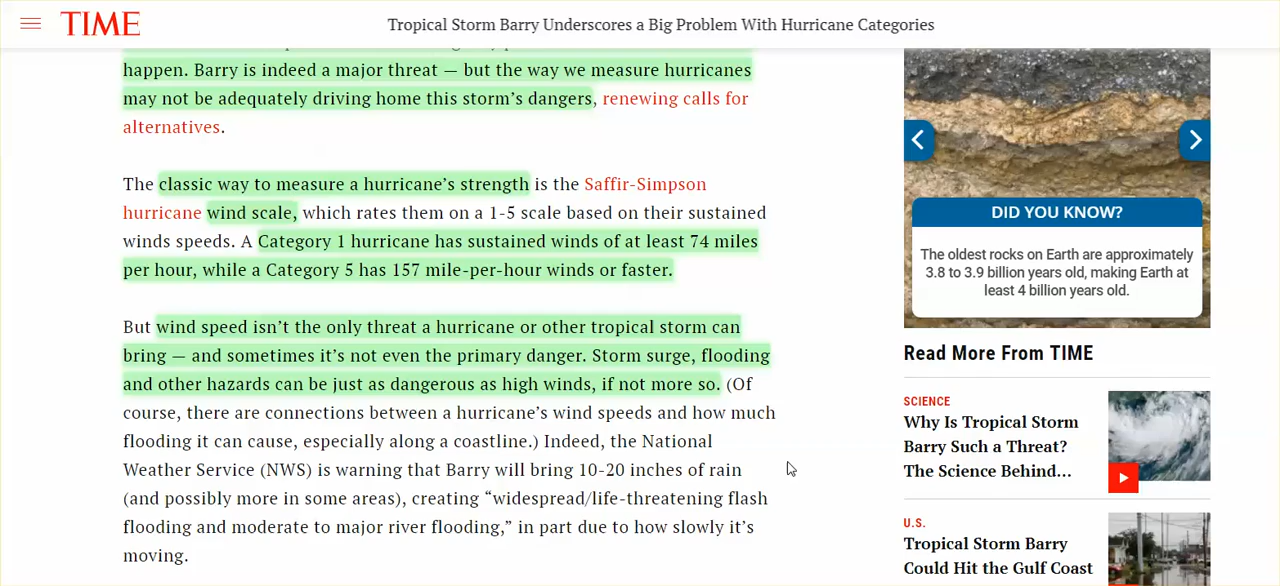 TIME
Tropical Storm Barry Underscores a Big Problem With Hurricane Categories
happen. Barry is indeed a major threat — but the way we measure hurricanes
may not be adequately driving home this storm's dangers, renewing calls for
alternatives.
The classic way to measure a hurricane's strength is the Saffir-Simpson
hurricane wind scale, which rates them on a 1-5 scale based on their sustained
winds speeds. A Category 1 hurricane has sustained winds of at least 74 miles
per hour, while a Category 5 has 157 mile-per-hour winds or faster.
But wind speed isn't the only threat a hurricane or other tropical storm can
bring — and sometimes it's not even the primary danger. Storm surge, flooding
and other hazards can be just as dangerous as high winds, if not more so. (Of
course, there are connections between a hurricane's wind speeds and how much
flooding it can cause, especially along a coastline.) Indeed, the National
Weather Service (NWS) is warning that Barry will bring 10-20 inches of rain
(and possibly more in some areas), creating “widespread/life-threatening flash
flooding and moderate to major river flooding,” in part due to how slowly it's
moving.
DID YOU KNOW?
The oldest rocks on Earth are approximately
3.8 to 3.9 billion years old, making Earth at
least 4 billion years old.
Read More From TIME
SCIENCE
Why Is Tropical Storm
Barry Such a Threat?
The Science Behind...
U.S.
Tropical Storm Barry
Could Hit the Gulf Coast